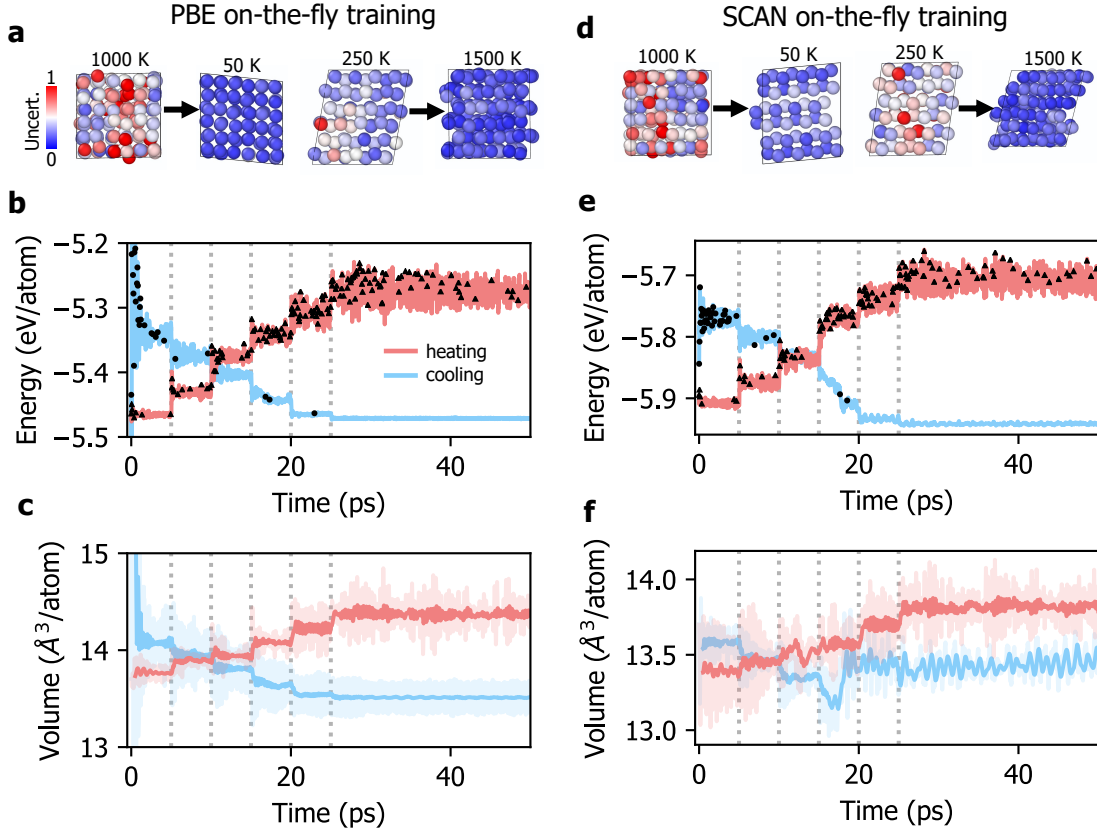 PBE on-the-fly training
SCAN on-the-fly training
a
1000 K
50 K
250 K
1500 K
Uncert.
1
0
d
1000 K
50 K
250 K
1500 K
b
Energy (eV/atom)
−5.2
−5.3
−5.4
−5.5
heating
cooling
0
20
40
Time (ps)
e
Energy (eV/atom)
−5.7
−5.8
−5.9
0
20
40
Time (ps)
c
Volume (Å³/atom)
15
14
13
0
20
40
Time (ps)
f
Volume (Å³/atom)
14.0
13.5
13.0
0
20
40
Time (ps)